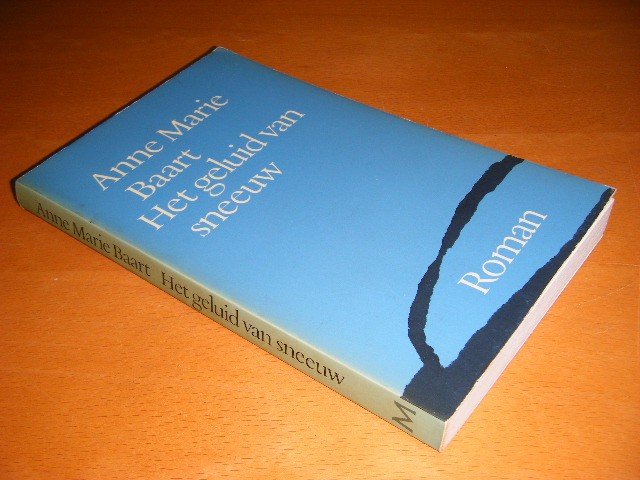 Anne Marie
Baart
Het geluid van
sneeuw
Roman
Anne Marie Baart Het geluid van sneeuw
M